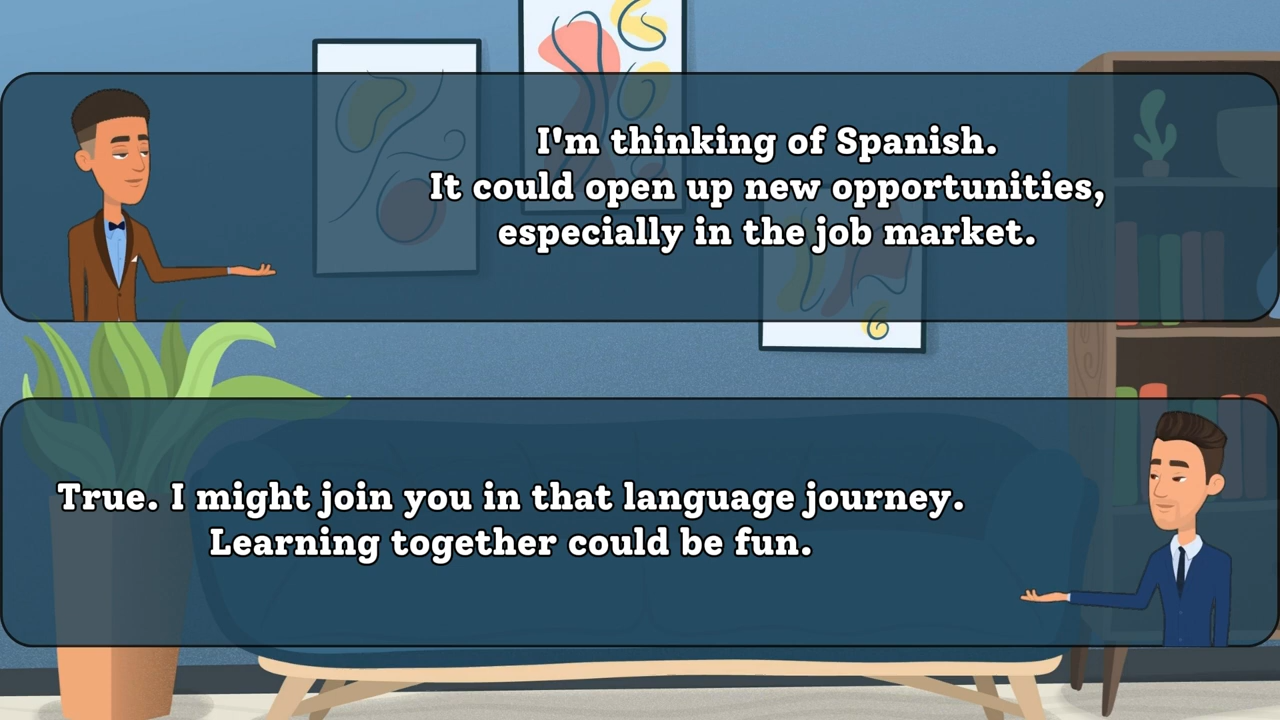 I'm thinking of Spanish.
It could open up new opportunities,
especially in the job market.
True. I might join you in that language journey.
Learning together could be fun.